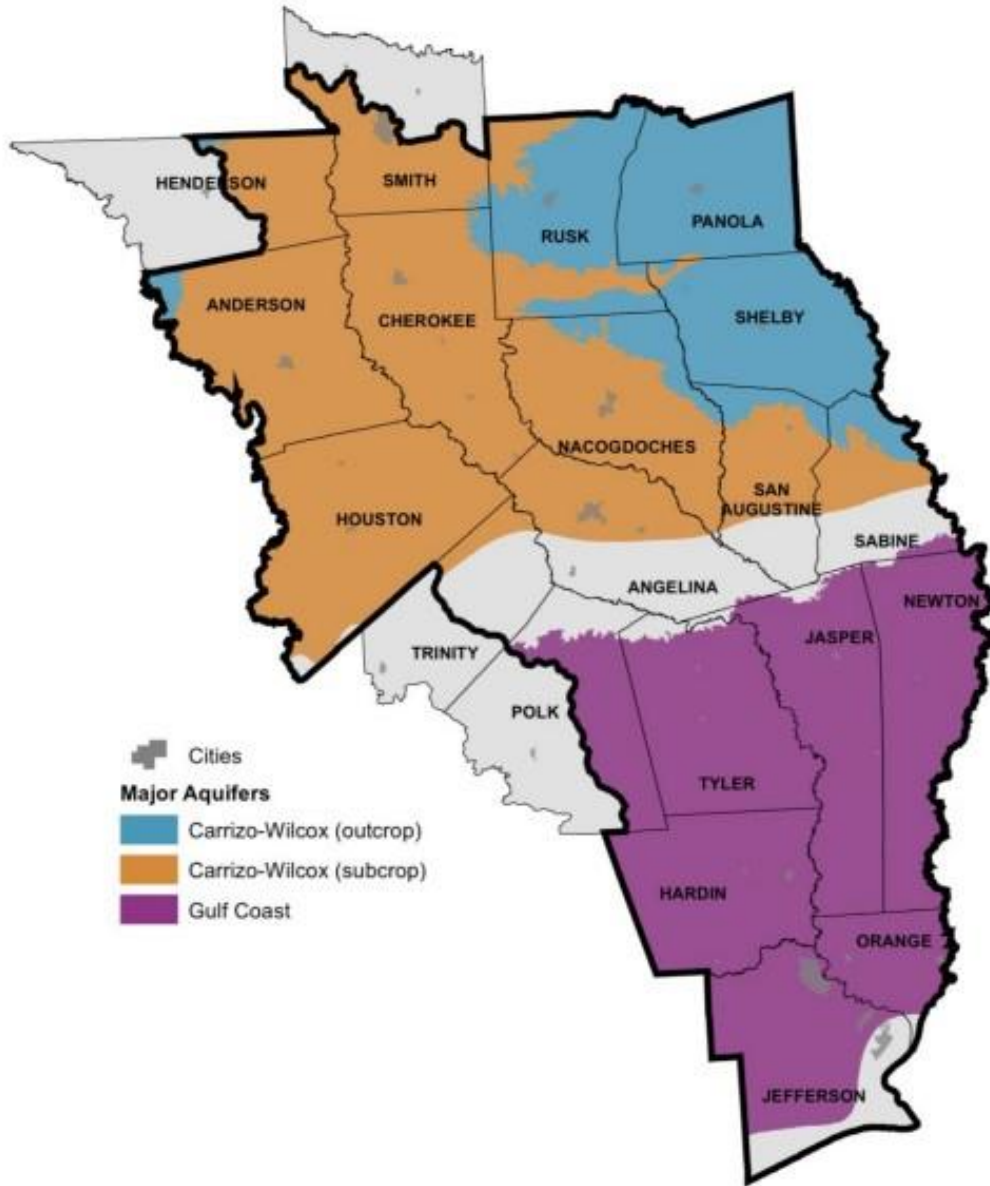 HENDERSON
SMITH
RUSK
PANOLA
ANDERSON
CHEROKEE
SHELBY
NACOGDOCHES
HOUSTON
SAN
AUGUSTINE
SABINE
ANGELINA
NEWTON
JASPER
TRINITY
POLK
Cities
Major Aquifers
TYLER
Carrizo-Wilcox (outcrop)
Carrizo-Wilcox (subcrop)
HARDIN
Gulf Coast
ORANGE
JEFFERSON